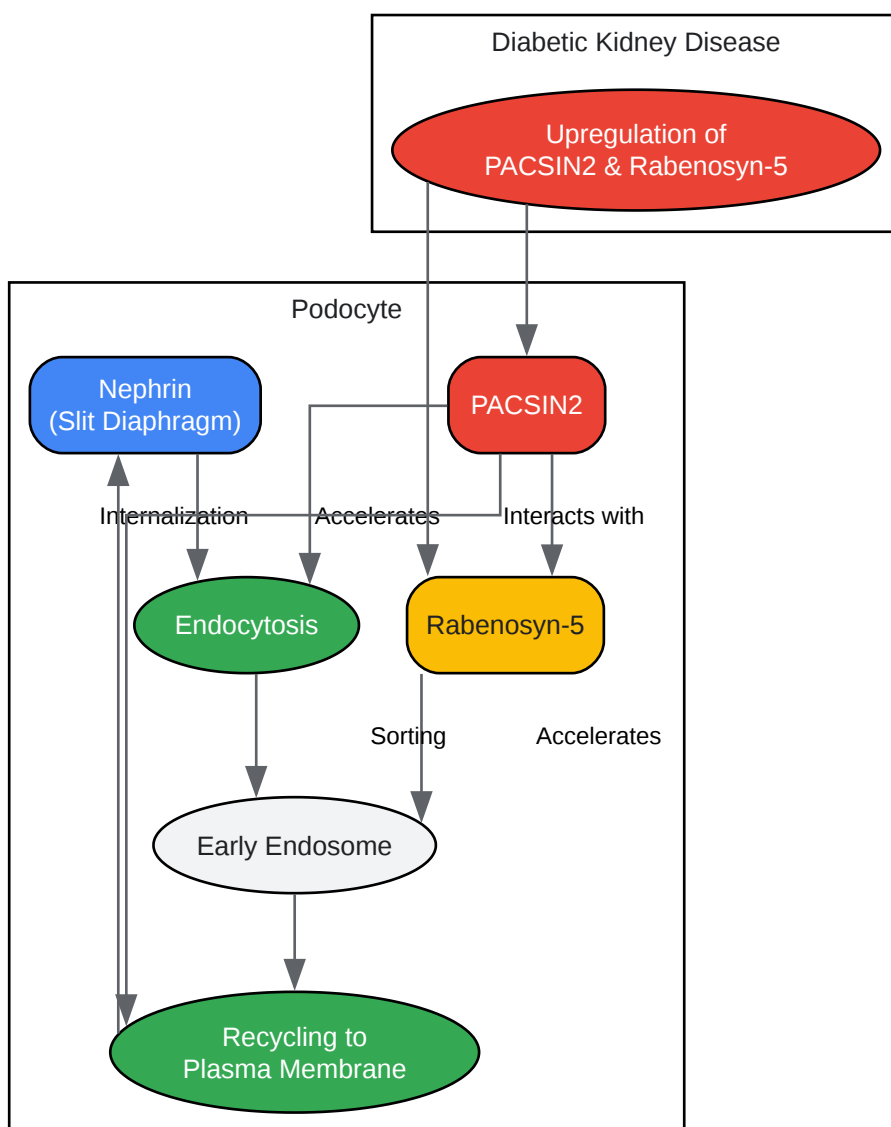 Diabetic Kidney Disease
Upregulation of
PACSIN2 & Rabenosyn-5
Podocyte
Nephrin
(Slit Diaphragm)
PACSIN2
Internalization
Accelerates
Interacts with
Endocytosis
Rabenosyn-5
Sorting
Accelerates
Early Endosome
Recycling to
Plasma Membrane